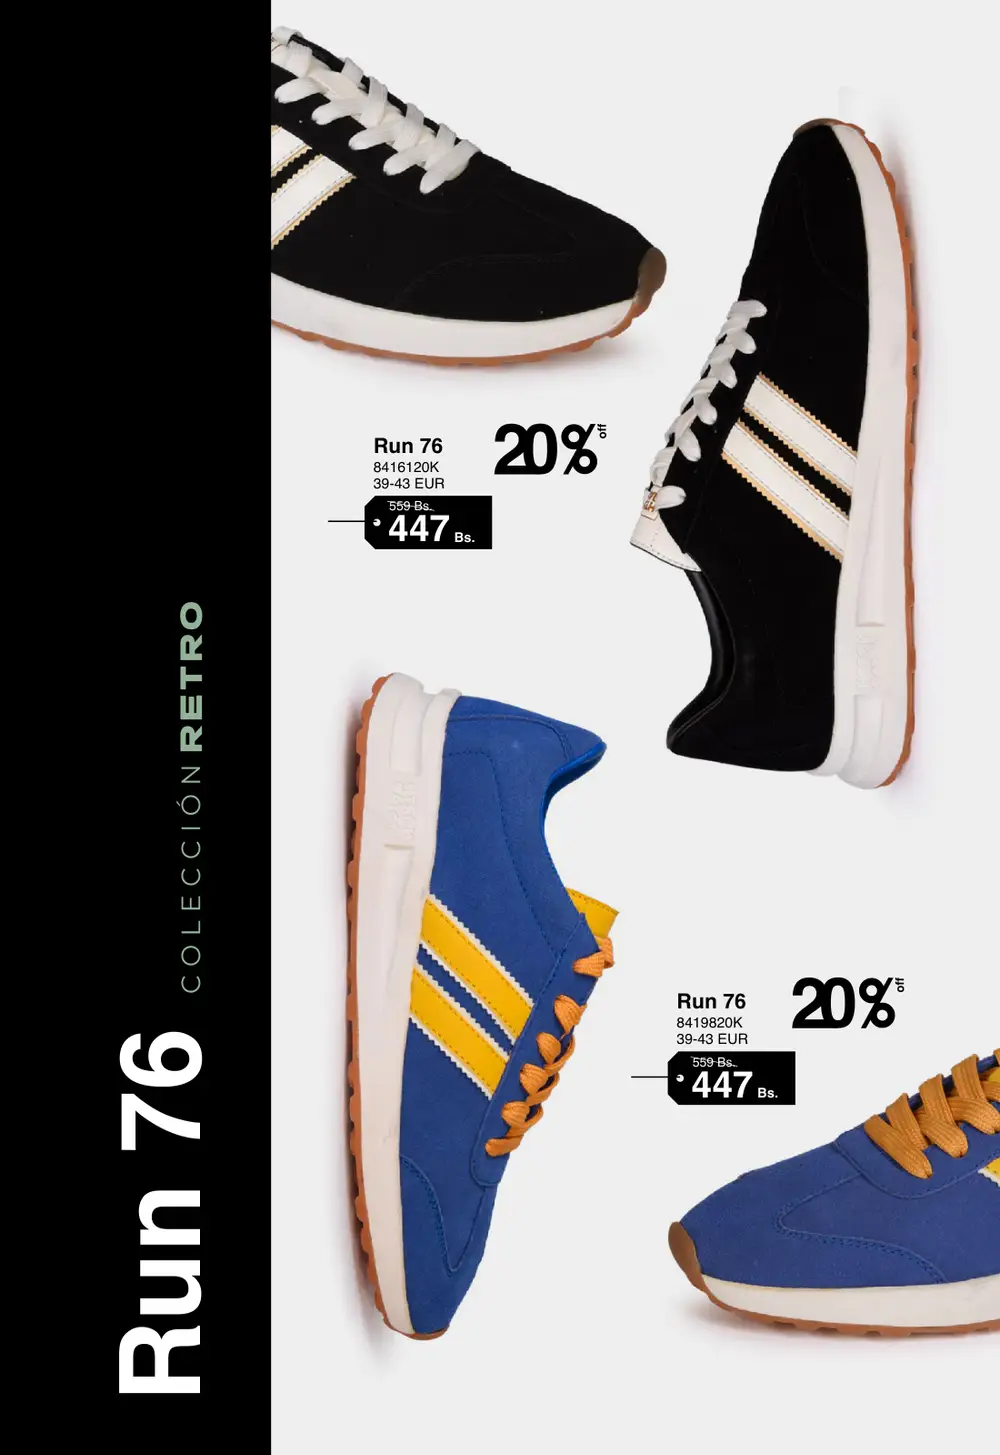 COLECCIÓN RETRO
Run 76
Run 76
8416120K
39-43 EUR
559 Bs.
447 Bs.
20% off
Run 76
8419820K
39-43 EUR
559 Bs.
447 Bs.
20% off